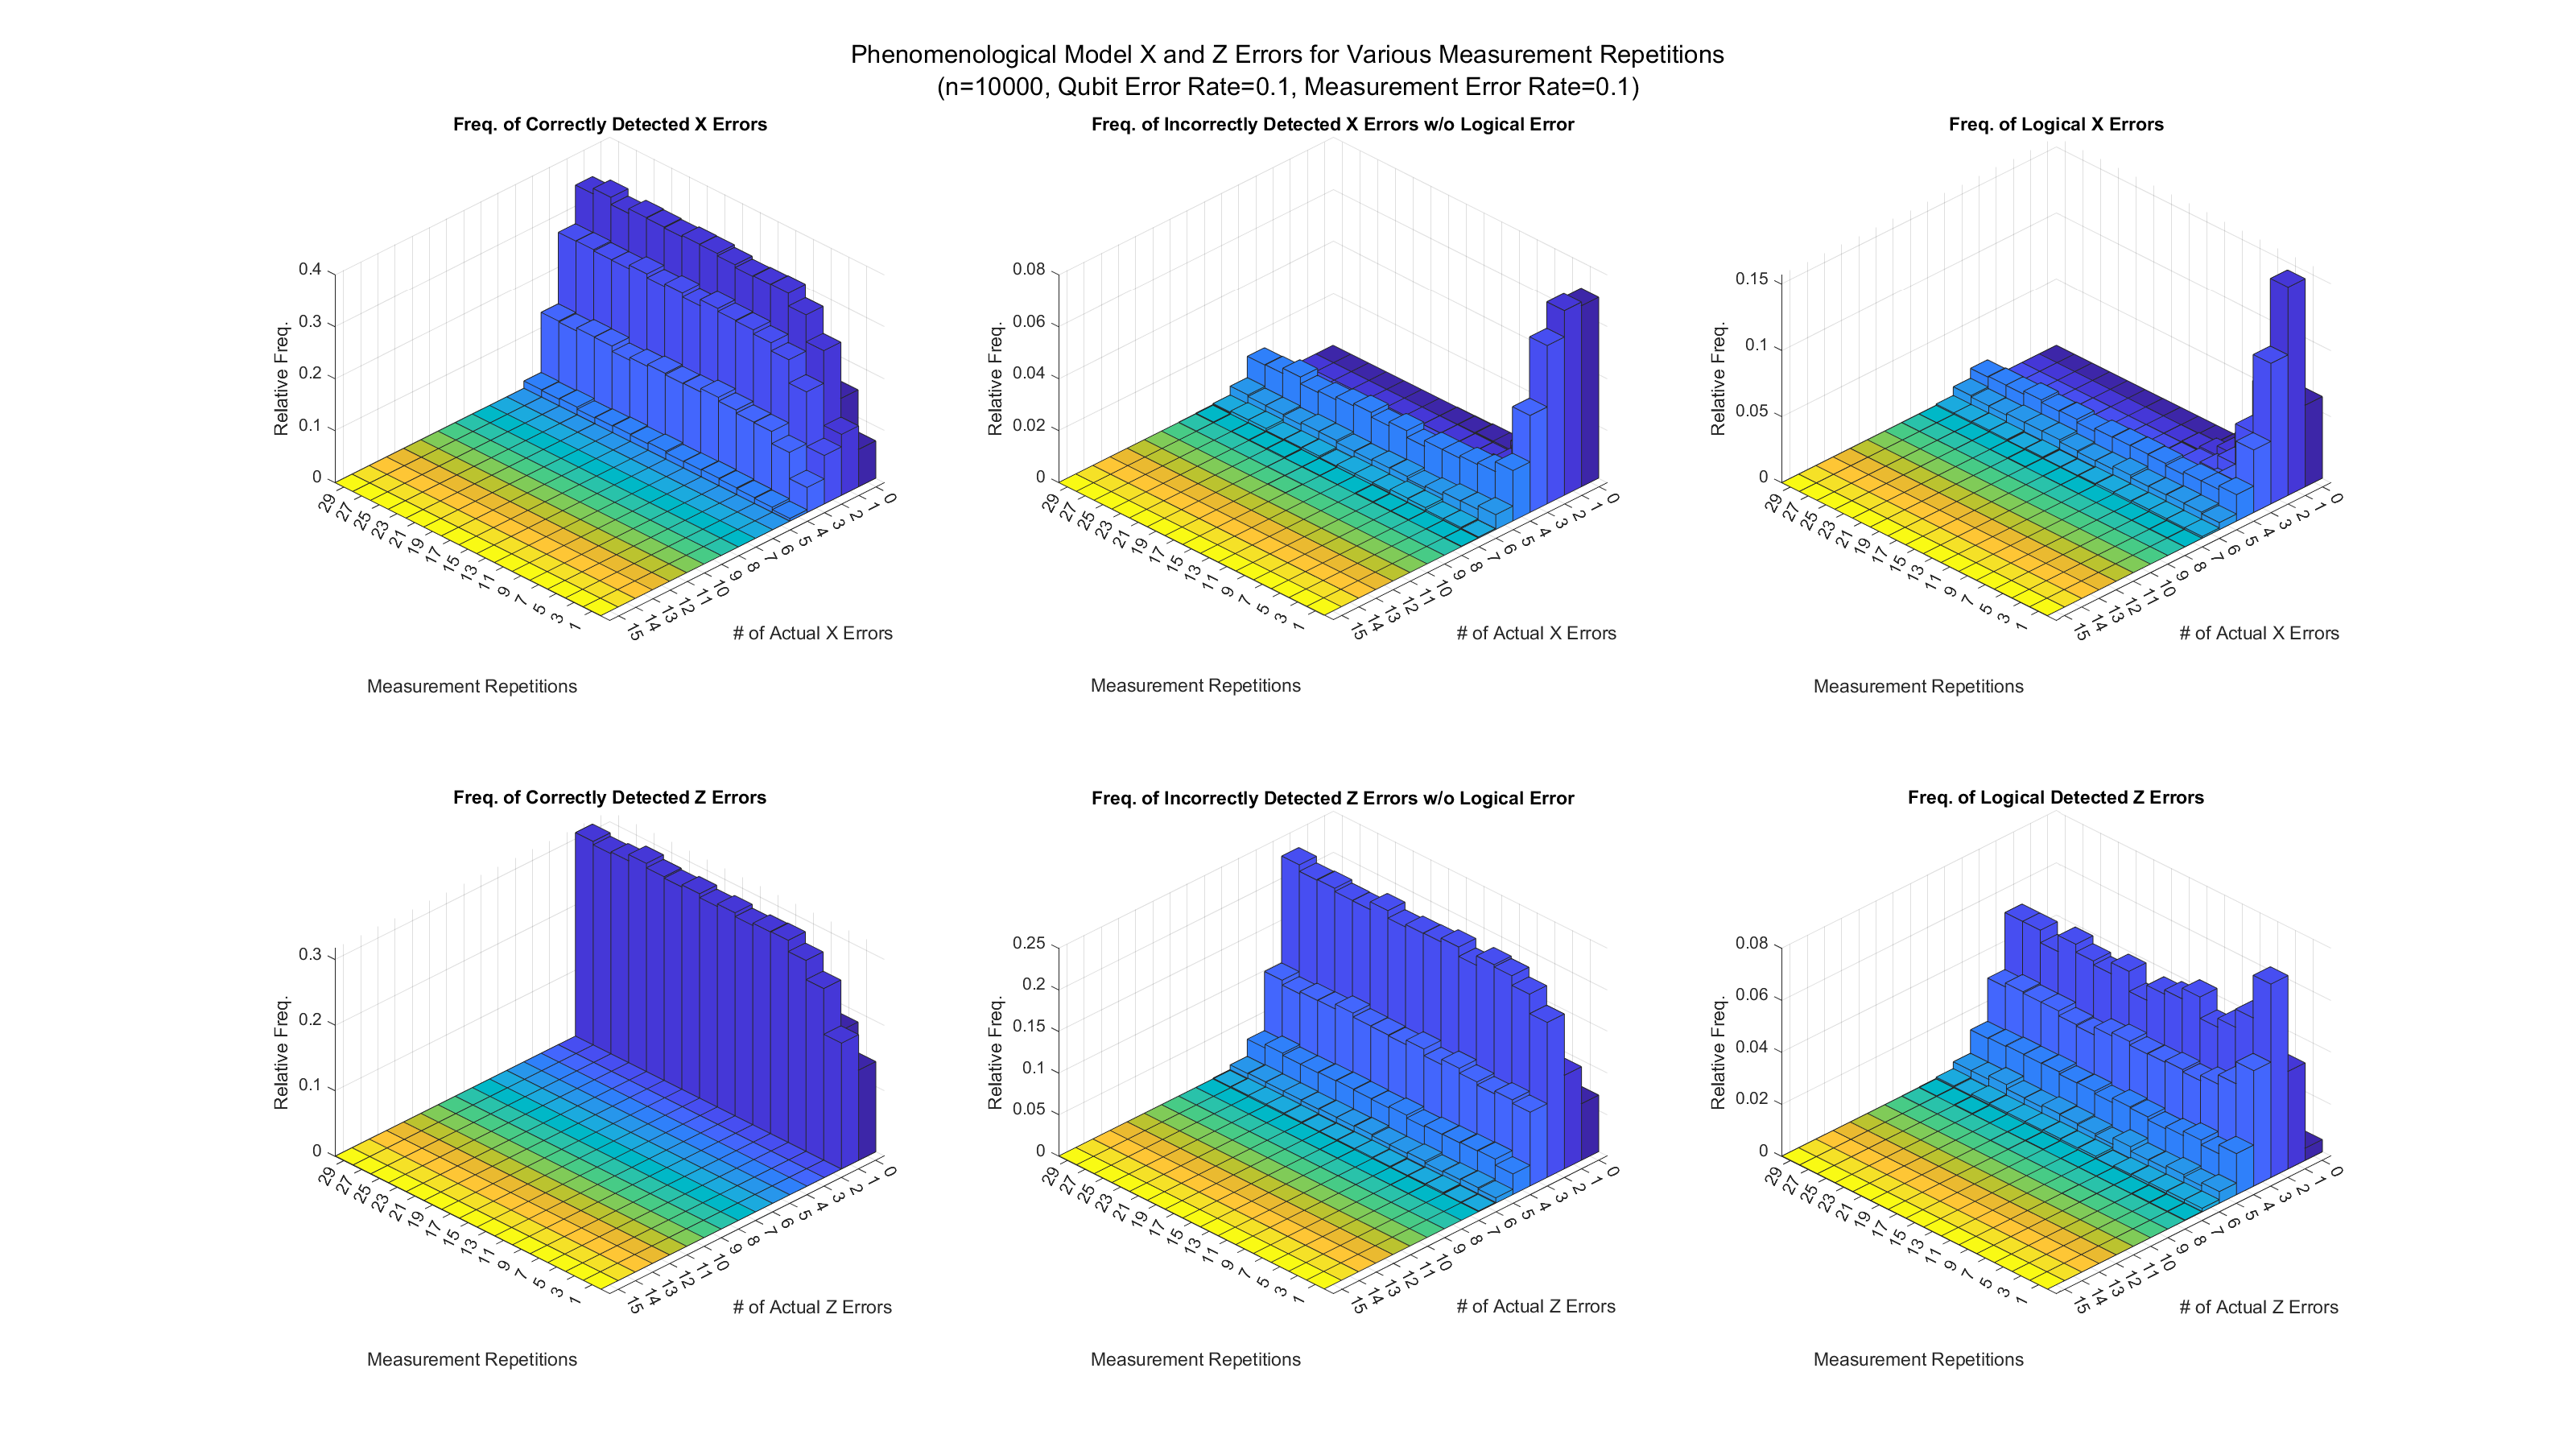 Phenomenological Model X and Z Errors for Various Measurement Repetitions
(n=10000, Qubit Error Rate=0.1, Measurement Error Rate=0.1)
Freq. of Correctly Detected X Errors
Relative Freq.
0.4
0.3
0.2
0.1
0
29 27 25 23 21 19 17 15 13 11 9 7 5 3 1
15 14 13 12 11 10 9 8 7 6 5 4 3 2 1 0
# of Actual X Errors
Measurement Repetitions
Freq. of Incorrectly Detected X Errors w/o Logical Error
Relative Freq.
0.08
0.06
0.04
0.02
0
29 27 25 23 21 19 17 15 13 11 9 7 5 3 1
15 14 13 12 11 10 9 8 7 6 5 4 3 2 1 0
# of Actual X Errors
Measurement Repetitions
Freq. of Logical X Errors
Relative Freq.
0.15
0.1
0.05
0
29 27 25 23 21 19 17 15 13 11 9 7 5 3 1
15 14 13 12 11 10 9 8 7 6 5 4 3 2 1 0
# of Actual X Errors
Measurement Repetitions
Freq. of Correctly Detected Z Errors
Relative Freq.
0.3
0.2
0.1
0
29 27 25 23 21 19 17 15 13 11 9 7 5 3 1
15 14 13 12 11 10 9 8 7 6 5 4 3 2 1 0
# of Actual Z Errors
Measurement Repetitions
Freq. of Incorrectly Detected Z Errors w/o Logical Error
Relative Freq.
0.25
0.2
0.15
0.1
0.05
0
29 27 25 23 21 19 17 15 13 11 9 7 5 3 1
15 14 13 12 11 10 9 8 7 6 5 4 3 2 1 0
# of Actual Z Errors
Measurement Repetitions
Freq. of Logical Detected Z Errors
Relative Freq.
0.08
0.06
0.04
0.02
0
29 27 25 23 21 19 17 15 13 11 9 7 5 3 1
15 14 13 12 11 10 9 8 7 6 5 4 3 2 1 0
# of Actual Z Errors
Measurement Repetitions